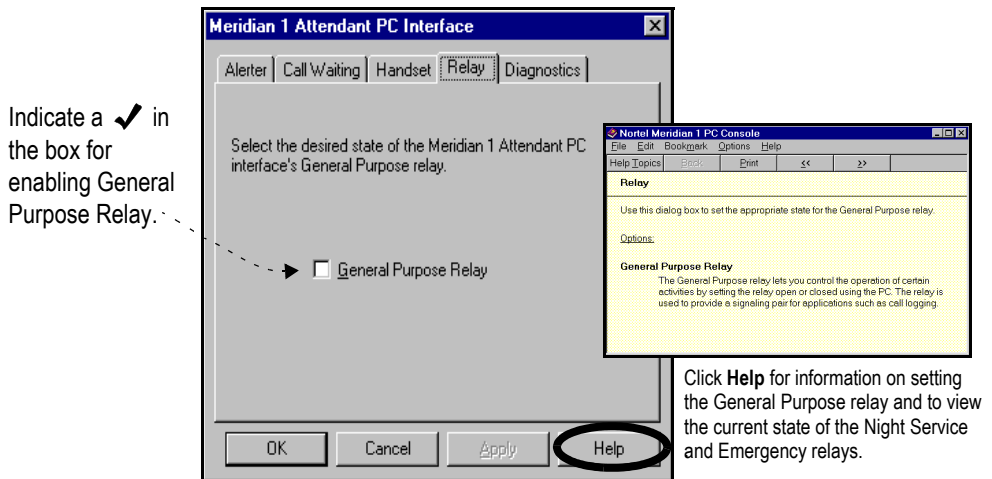 Meridian 1 Attendant PC Interface
Alerter Call Waiting Handset Relay Diagnostics
Indicate a ✓ in
the box for
enabling General
Purpose Relay.
Select the desired state of the Meridian 1 Attendant PC
interface's General Purpose relay.
General Purpose Relay
OK Cancel Apply Help
Nortel Meridian 1 PC Console
File Edit Bookmark Options Help
Help Topics Back Print << >>
Relay
Use this dialog box to set the appropriate state for the General Purpose relay.
Options:
General Purpose Relay
The General Purpose relay lets you control the operation of certain
activities by setting the relay open or closed using the PC. The relay is
used to provide a signaling pair for applications such as call logging.
Click Help for information on setting
the General Purpose relay and to view
the current state of the Night Service
and Emergency relays.